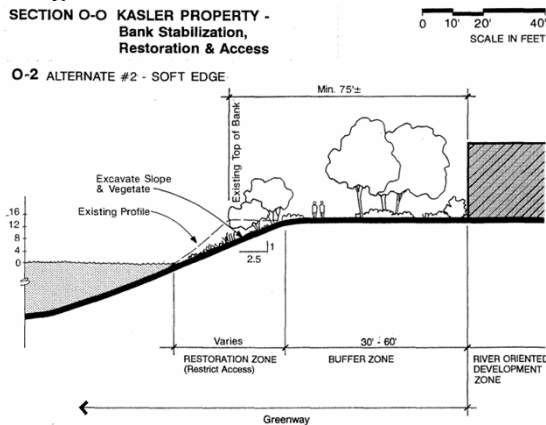 SECTION O-O KASLER PROPERTY -
Bank Stabilization,
Restoration & Access
0 10' 20' 40'
SCALE IN FEET
O-2 ALTERNATE #2 - SOFT EDGE
Min. 75'±
Existing Top of Bank
Excavate Slope
& Vegetate
Existing Profile
16
12
8
4
0
1
2.5
Varies
30' - 60'
RESTORATION ZONE
(Restrict Access)
BUFFER ZONE
RIVER ORIENTED
DEVELOPMENT
ZONE
Greenway